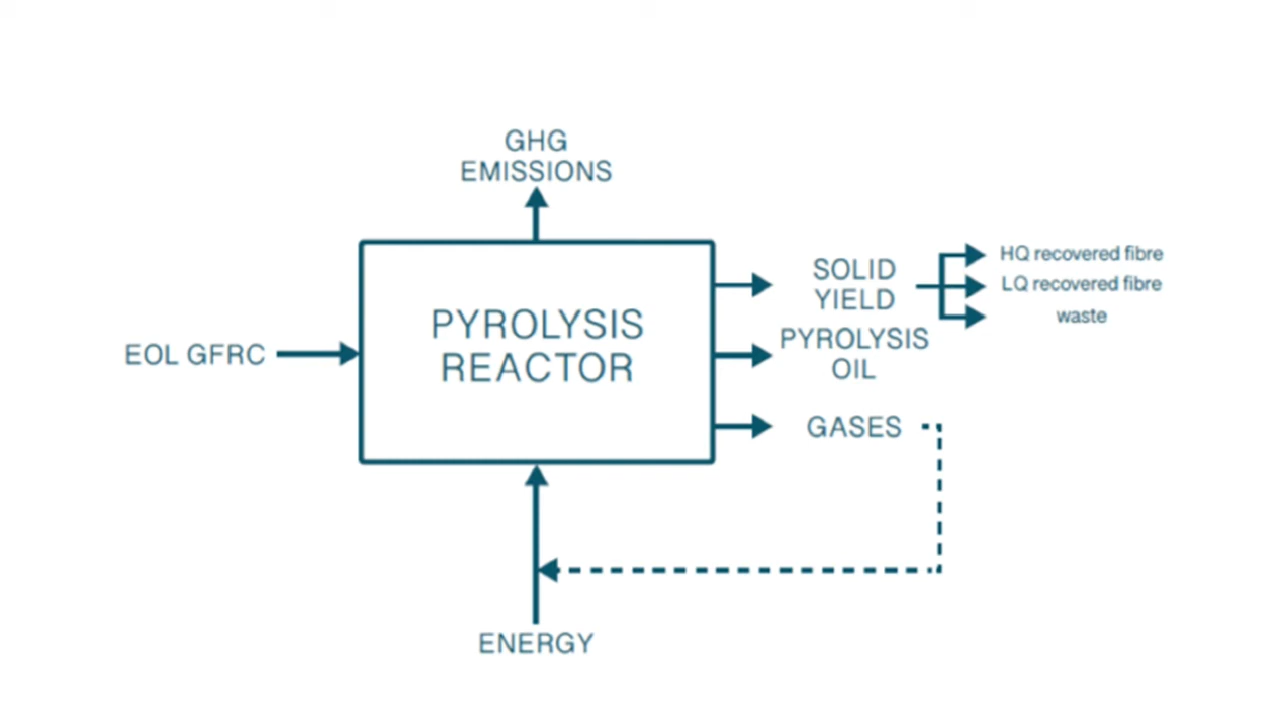 GHG
EMISSIONS
EOL GFRC
PYROLYSIS
REACTOR
SOLID
YIELD
HQ recovered fibre
LQ recovered fibre
waste
PYROLYSIS
OIL
GASES
ENERGY